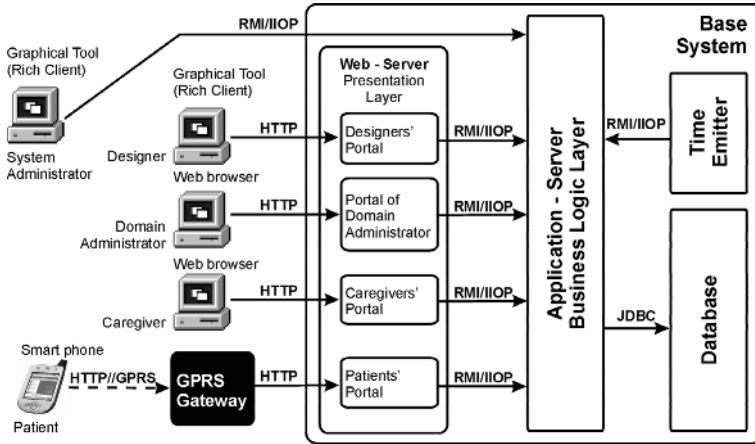 RMI/IIOP
Base
System
Graphical Tool
(Rich Client)
System
Administrator
Graphical Tool
(Rich Client)
Designer
HTTP
Web browser
Domain
Administrator
HTTP
Web browser
Caregiver
HTTP
Smart phone
HTTP//GPRS
Patient
GPRS
Gateway
HTTP
Web - Server
Presentation
Layer
Designers'
Portal
RMI/IIOP
Portal of
Domain
Administrator
RMI/IIOP
Caregivers'
Portal
RMI/IIOP
Patients'
Portal
RMI/IIOP
Application - Server
Business Logic Layer
RMI/IIOP
Time
Emitter
JDBC
Database